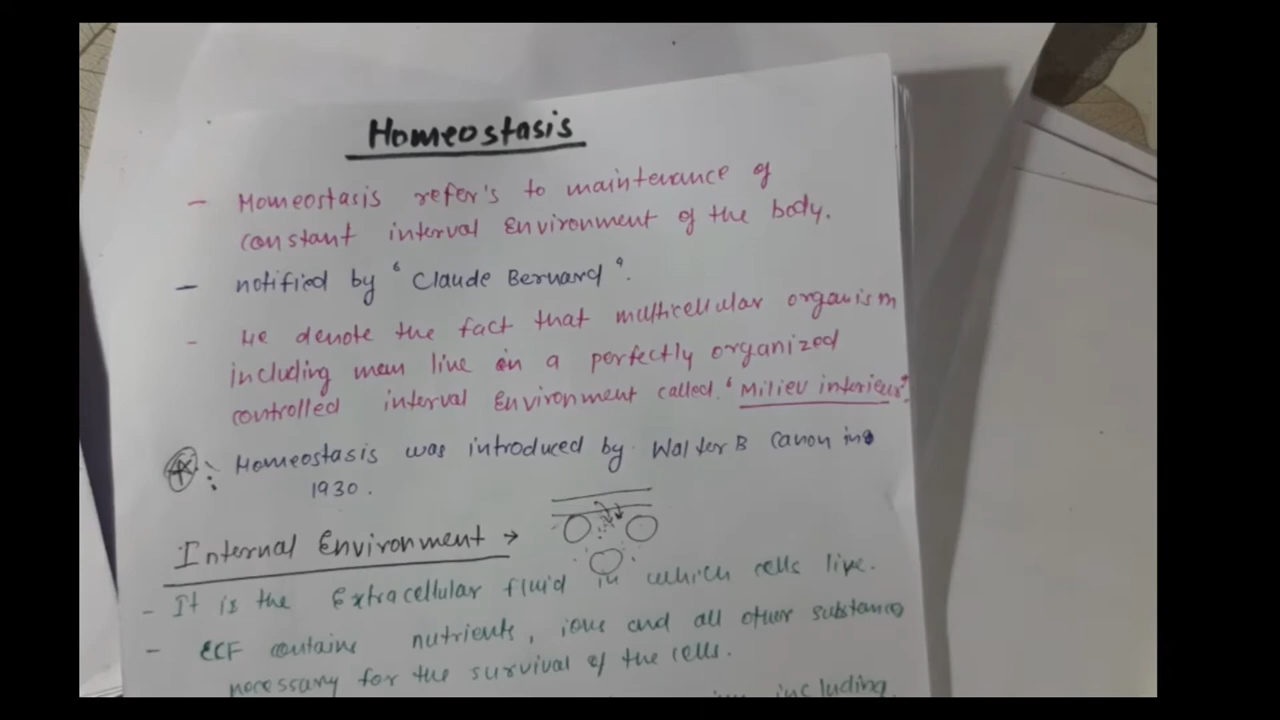 Homeostasis
- Homeostasis refer's to maintenance of
constant interval Environment of the body.
- notified by "Claude Bernard".
- He denote the fact that multicellular organism
including man live in a perfectly organized
controlled interval Environment called "Miliev interieur".
Homeostasis was introduced by Walter B Canon in
1930.
Internal Environment →
- It is the Extracellular fluid in which cells live.
- ECF contains nutrients, ions and all other substances
necessary for the survival of the cells.
including